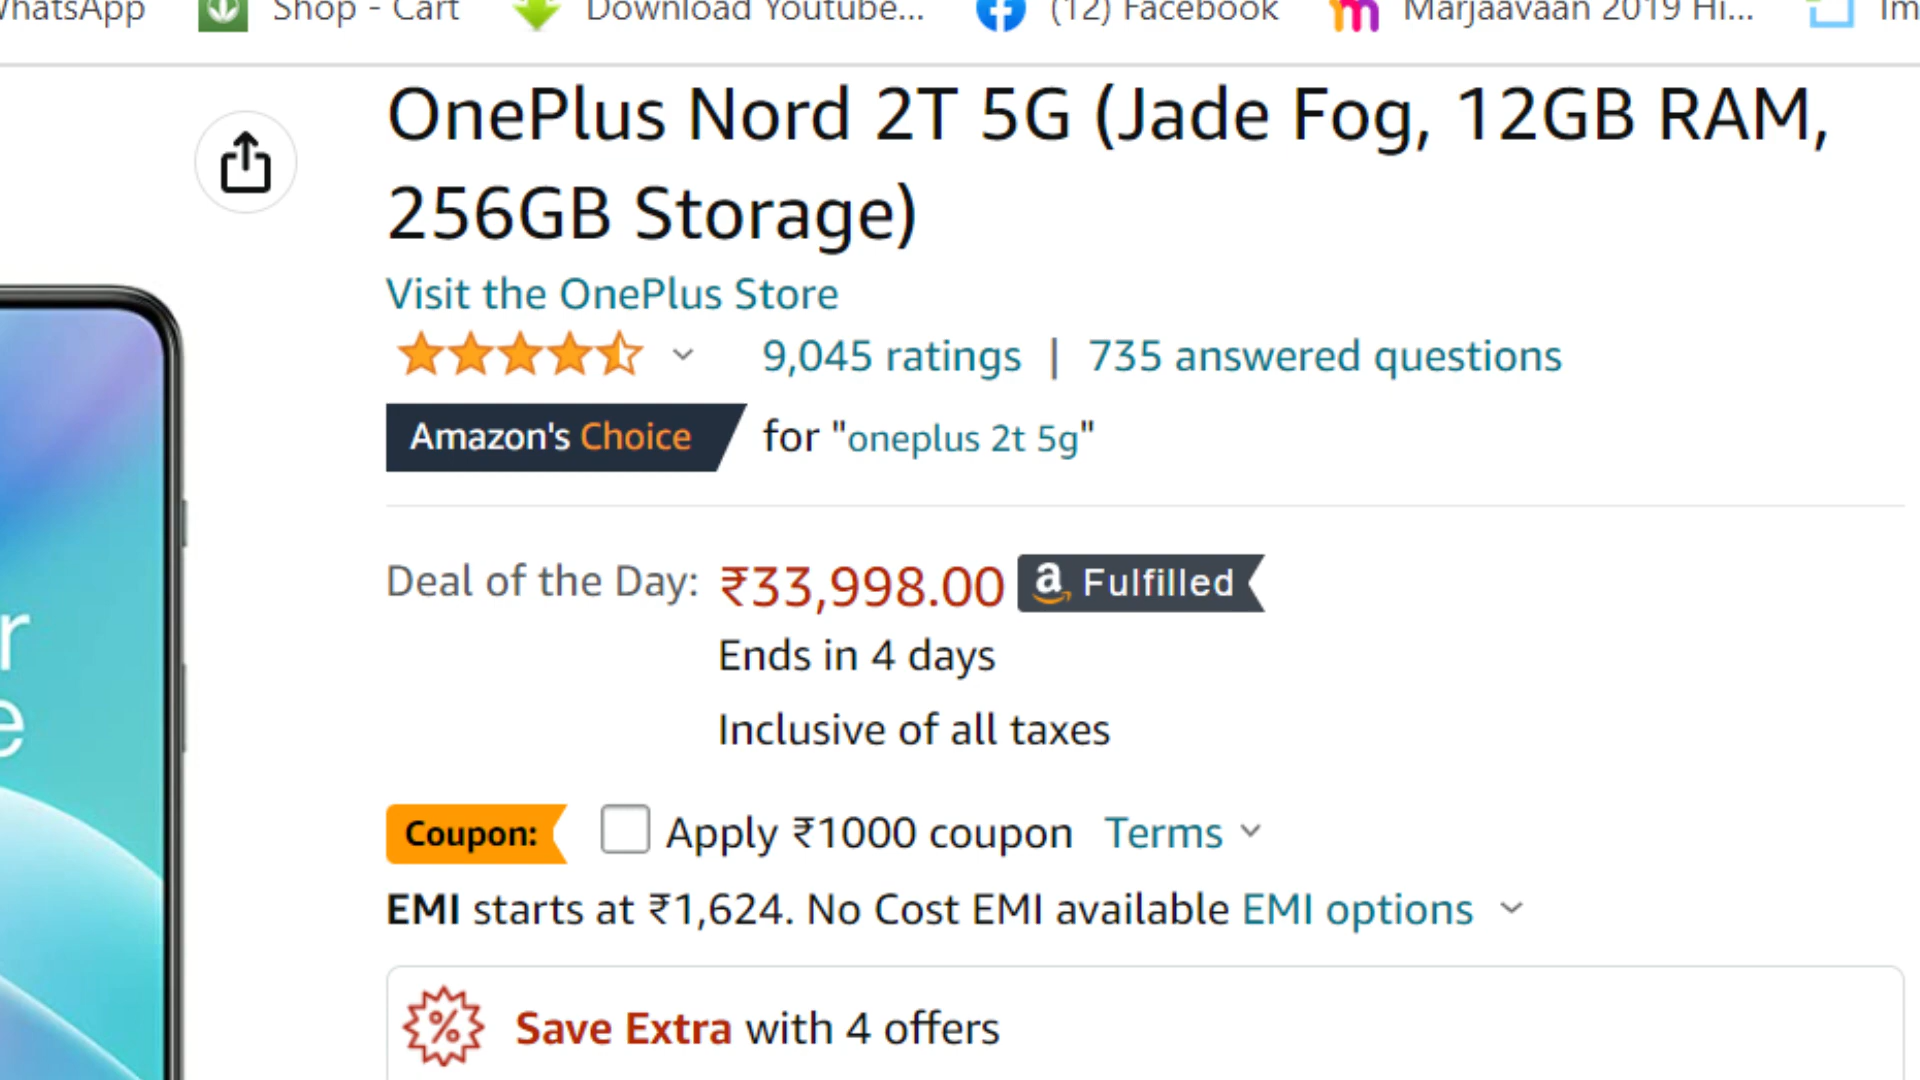 WhatsApp Shop - Cart Download Youtube... (12) Facebook Marjaavaan 2019 Hi...
OnePlus Nord 2T 5G (Jade Fog, 12GB RAM,
256GB Storage)
Visit the OnePlus Store
9,045 ratings | 735 answered questions
Amazon's Choice for "oneplus 2t 5g"
Deal of the Day: ₹33,998.00 a Fulfilled
Ends in 4 days
Inclusive of all taxes
Coupon: Apply ₹1000 coupon Terms
EMI starts at ₹1,624. No Cost EMI available EMI options
Save Extra with 4 offers